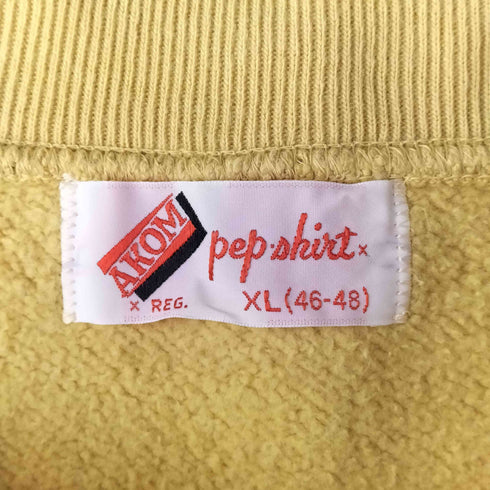 AKOM
pep-shirt x
x REG. XL (46-48)